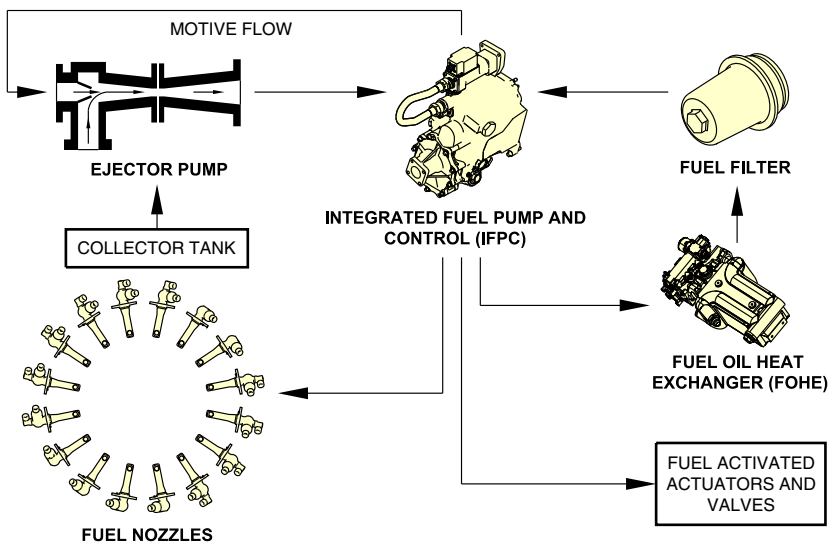 MOTIVE FLOW
EJECTOR PUMP
COLLECTOR TANK
INTEGRATED FUEL PUMP AND
CONTROL (IFPC)
FUEL FILTER
FUEL OIL HEAT
EXCHANGER (FOHE)
FUEL ACTIVATED
ACTUATORS AND
VALVES
FUEL NOZZLES